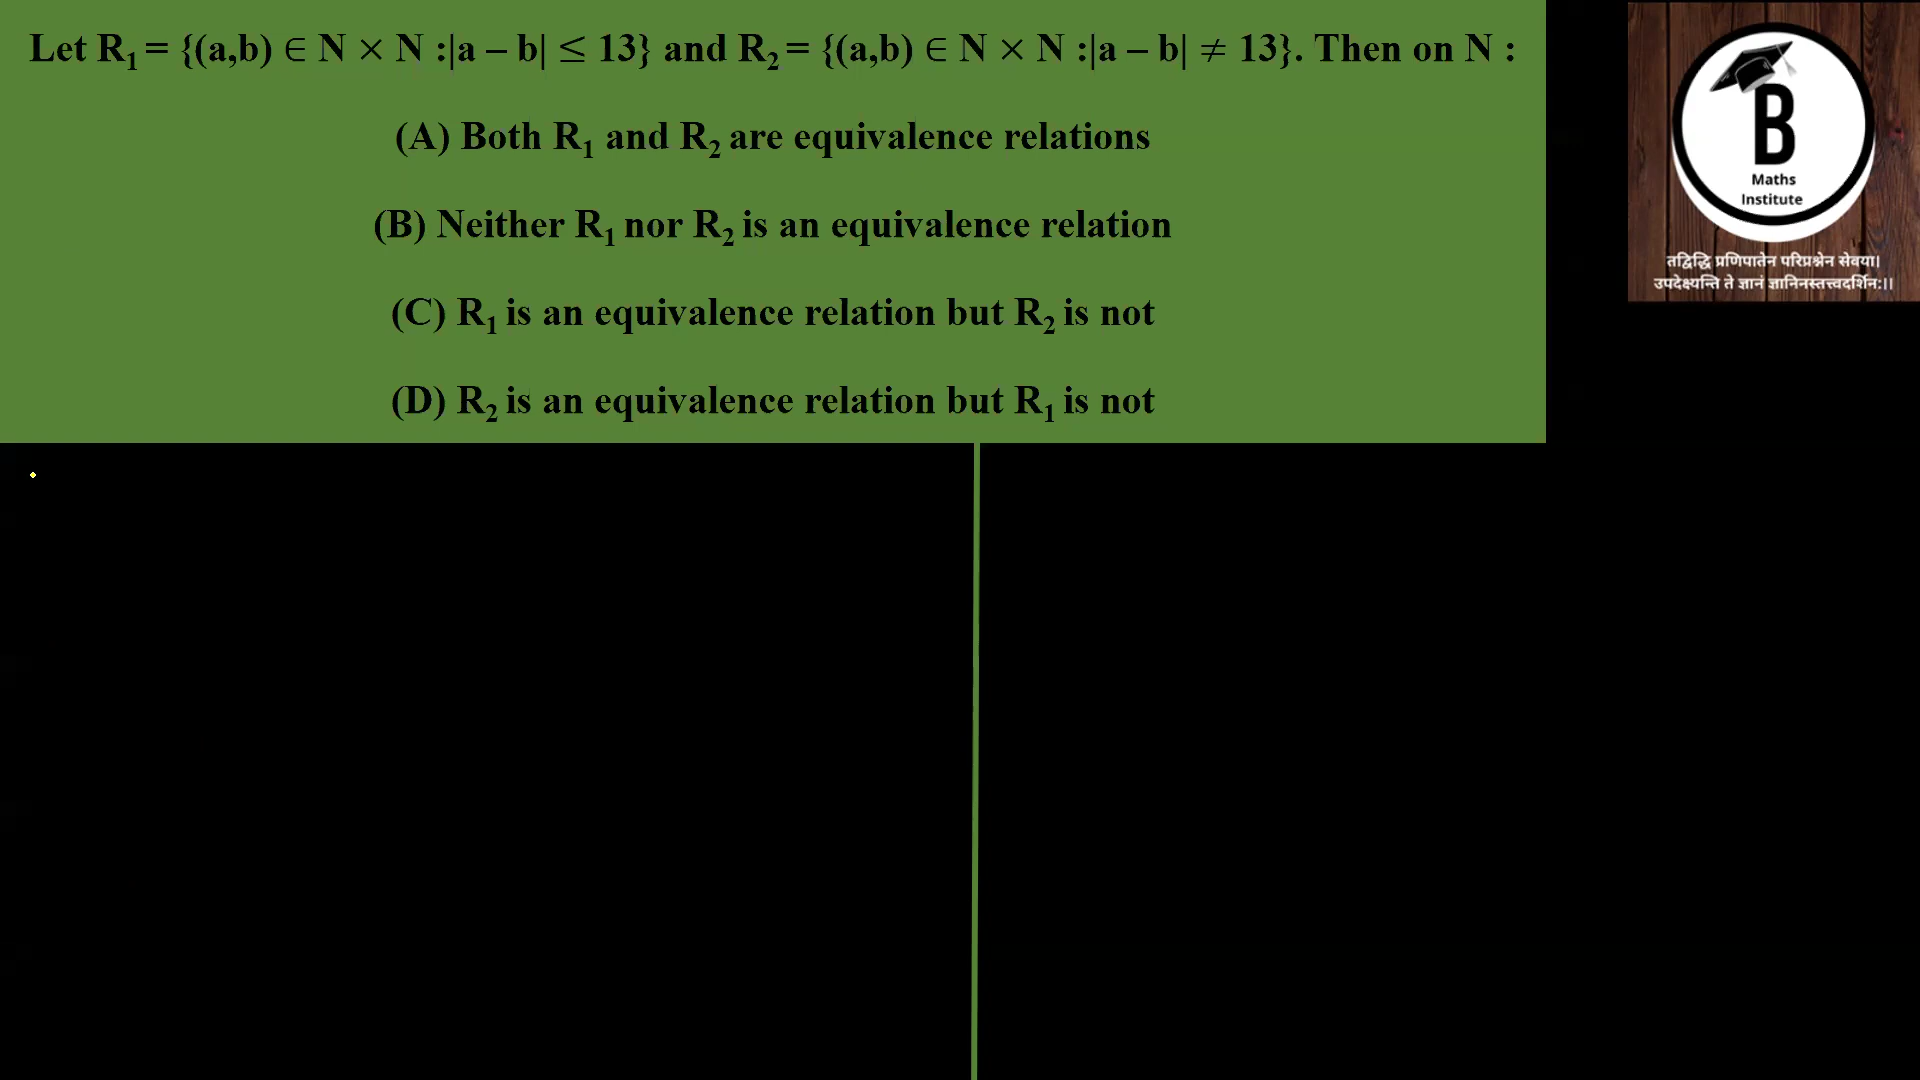 Let R₁ = {(a,b) ∈ N × N :|a – b| ≤ 13} and R₂ = {(a,b) ∈ N × N :|a – b| ≠ 13}. Then on N :
(A) Both R₁ and R₂ are equivalence relations
(B) Neither R₁ nor R₂ is an equivalence relation
(C) R₁ is an equivalence relation but R₂ is not
(D) R₂ is an equivalence relation but R₁ is not
B
Maths
Institute
तद्विद्धि प्रणिपातेन परिप्रश्नेन सेवया।
उपदेक्ष्यन्ति ते ज्ञानं ज्ञानिनस्तत्त्वदर्शिन:।।